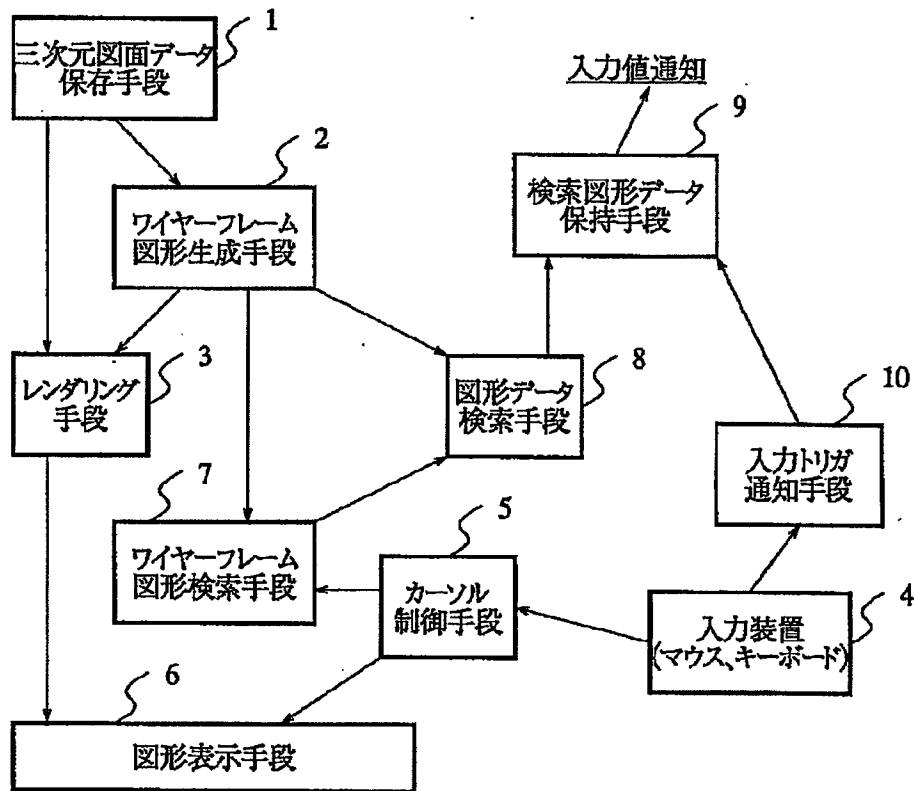 1
三次元図面データ
保存手段
入力値通知
2
9
ワイヤーフレーム
図形生成手段
検索図形データ
保持手段
3
レンダリング
手段
8
図形データ
検索手段
10
入力トリガ
通知手段
7
ワイヤーフレーム
図形検索手段
5
カーソル
制御手段
4
入力装置
(マウス、キーボード)
6
図形表示手段